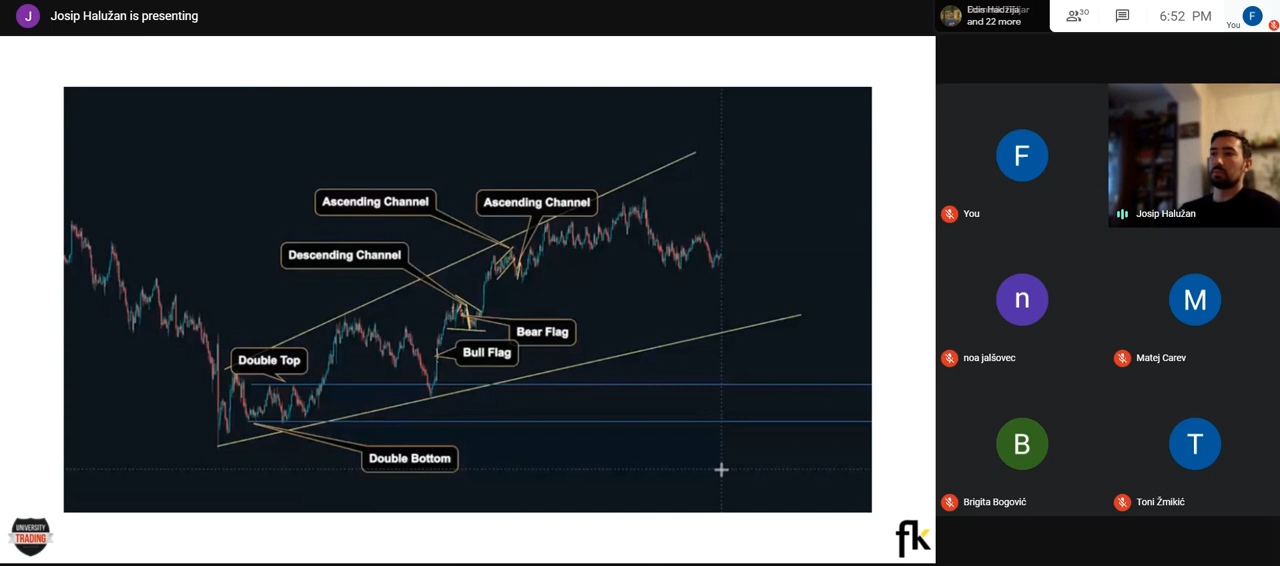 J
Josip Halužan is presenting
and 22 more
30
6:52 PM
You
F
Ascending Channel
Ascending Channel
Descending Channel
Bear Flag
Bull Flag
Double Top
Double Bottom
UNIVERSITY
TRADING
fk
F
You
Josip Halužan
n
noa jalšovec
M
Matej Carev
B
Brigita Bogović
T
Toni Žmikić